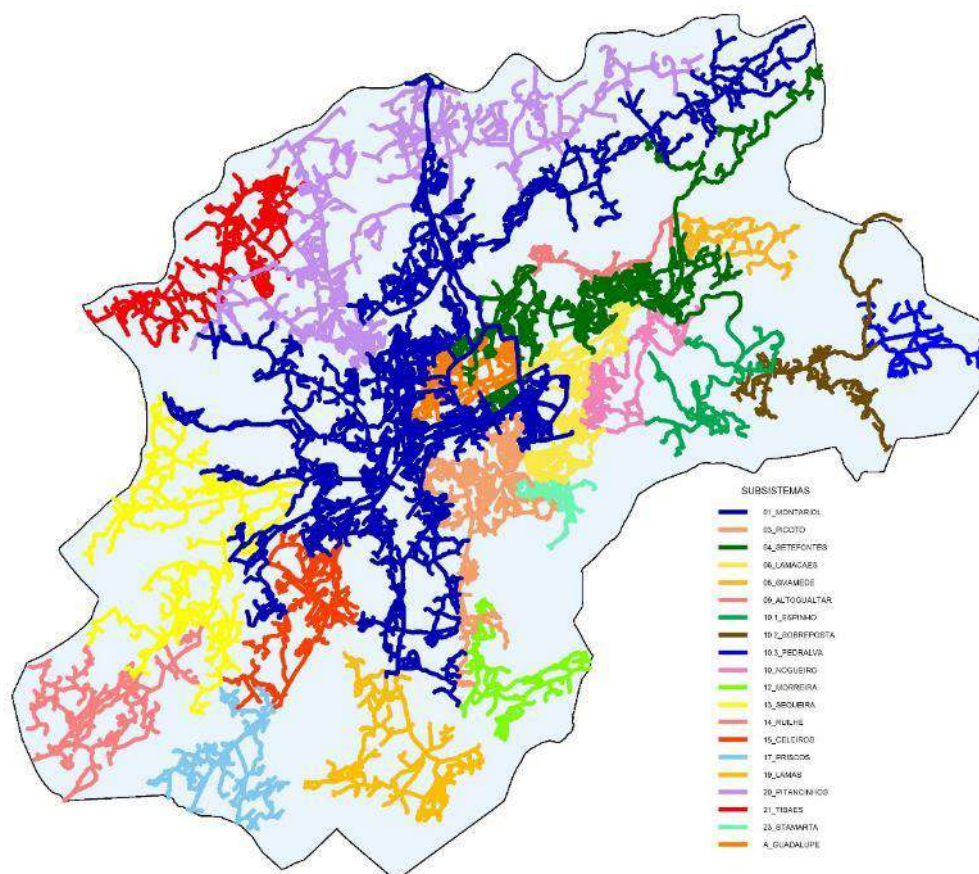 SUBSISTEMAS
01_MONTARIOL
03_PICOTO
04_SETEFONTES
06_LAMACAES
08_SMAMEDE
09_ALTOGUALTAR
10.1_ESPINHO
10.2_SOBREPOSTA
10.3_PEDRALVA
10_NOGUEIRO
12_MORREIRA
13_SEQUEIRA
14_RUILHE
15_CELEIROS
17_PRISCOS
19_LAMAS
20_PITANCINHOS
21_TIBAES
23_STAMARTA
A_GUADALUPE